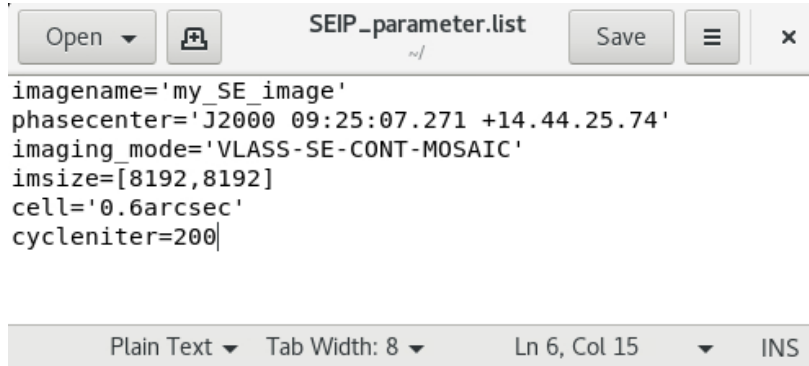 Open
SEIP_parameter.list
~/
Save
×
imagename='my_SE_image'
phasecenter='J2000 09:25:07.271 +14.44.25.74'
imaging_mode='VLASS-SE-CONT-MOSAIC'
imsize=[8192,8192]
cell='0.6arcsec'
cycleniter=200
Plain Text Tab Width: 8 Ln 6, Col 15 INS